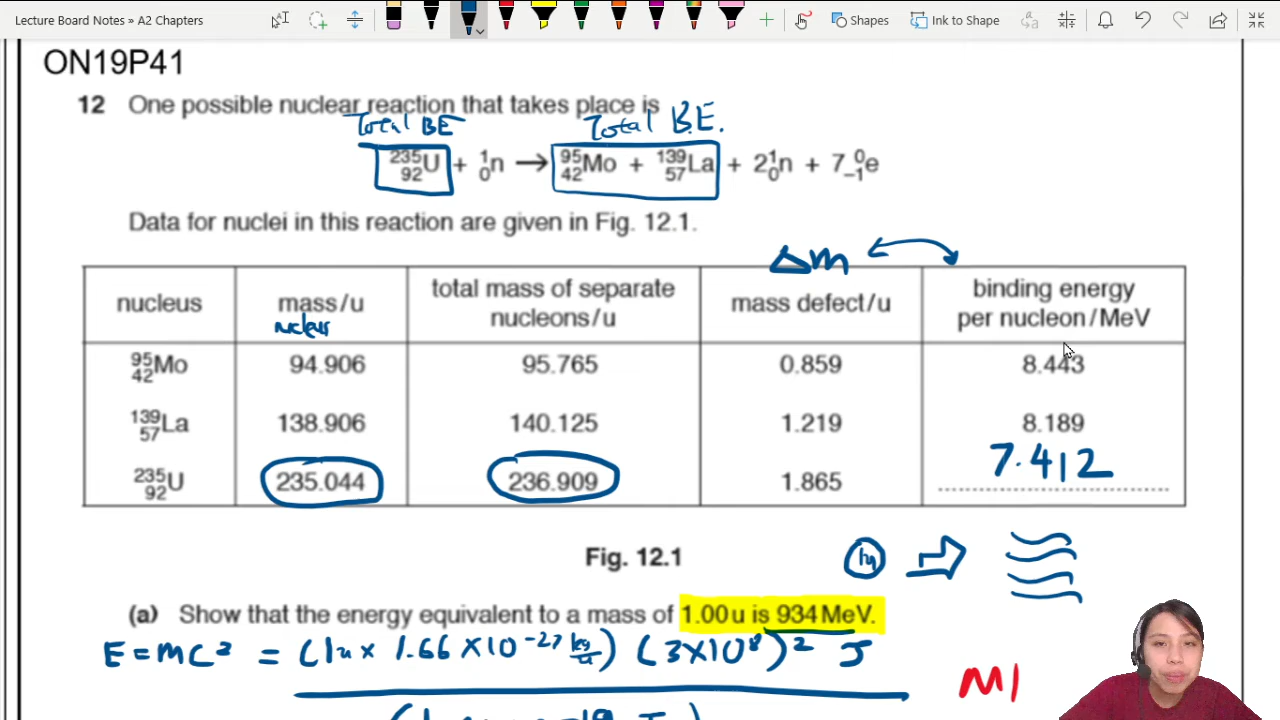 Lecture Board Notes » A2 Chapters
Shapes
Ink to Shape
ON19P41
12 One possible nuclear reaction that takes place is
Total BE
Total B.E.
²³⁵₉₂U + ¹₀n → ⁹⁵₄₂Mo + ¹³⁹₅₇La + 2¹₀n + 7⁰₋₁e
Data for nuclei in this reaction are given in Fig. 12.1.
Δm
nucleus mass/u total mass of separate nucleons/u mass defect/u binding energy per nucleon/MeV
nucleus
⁹⁵₄₂Mo 94.906 95.765 0.859 8.443
¹³⁹₅₇La 138.906 140.125 1.219 8.189
²³⁵₉₂U 235.044 236.909 1.865 7.412
Fig. 12.1
(a) Show that the energy equivalent to a mass of 1.00u is 934MeV.
E = mc² = (1u × 1.66 × 10⁻²⁷ kg/u) (3×10⁸)² J
M1